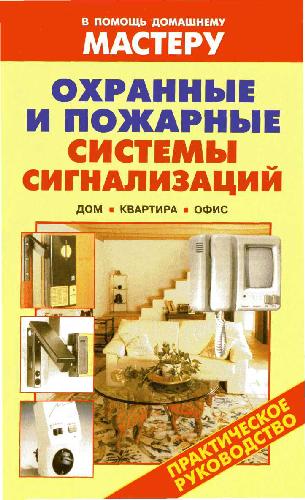 В ПОМОЩЬ ДОМАШНЕМУ
МАСТЕРУ
ОХРАННЫЕ
И ПОЖАРНЫЕ
СИСТЕМЫ
СИГНАЛИЗАЦИЙ
ДОМ ▪ КВАРТИРА ▪ ОФИС
ПРАКТИЧЕСКОЕ
РУКОВОДСТВО